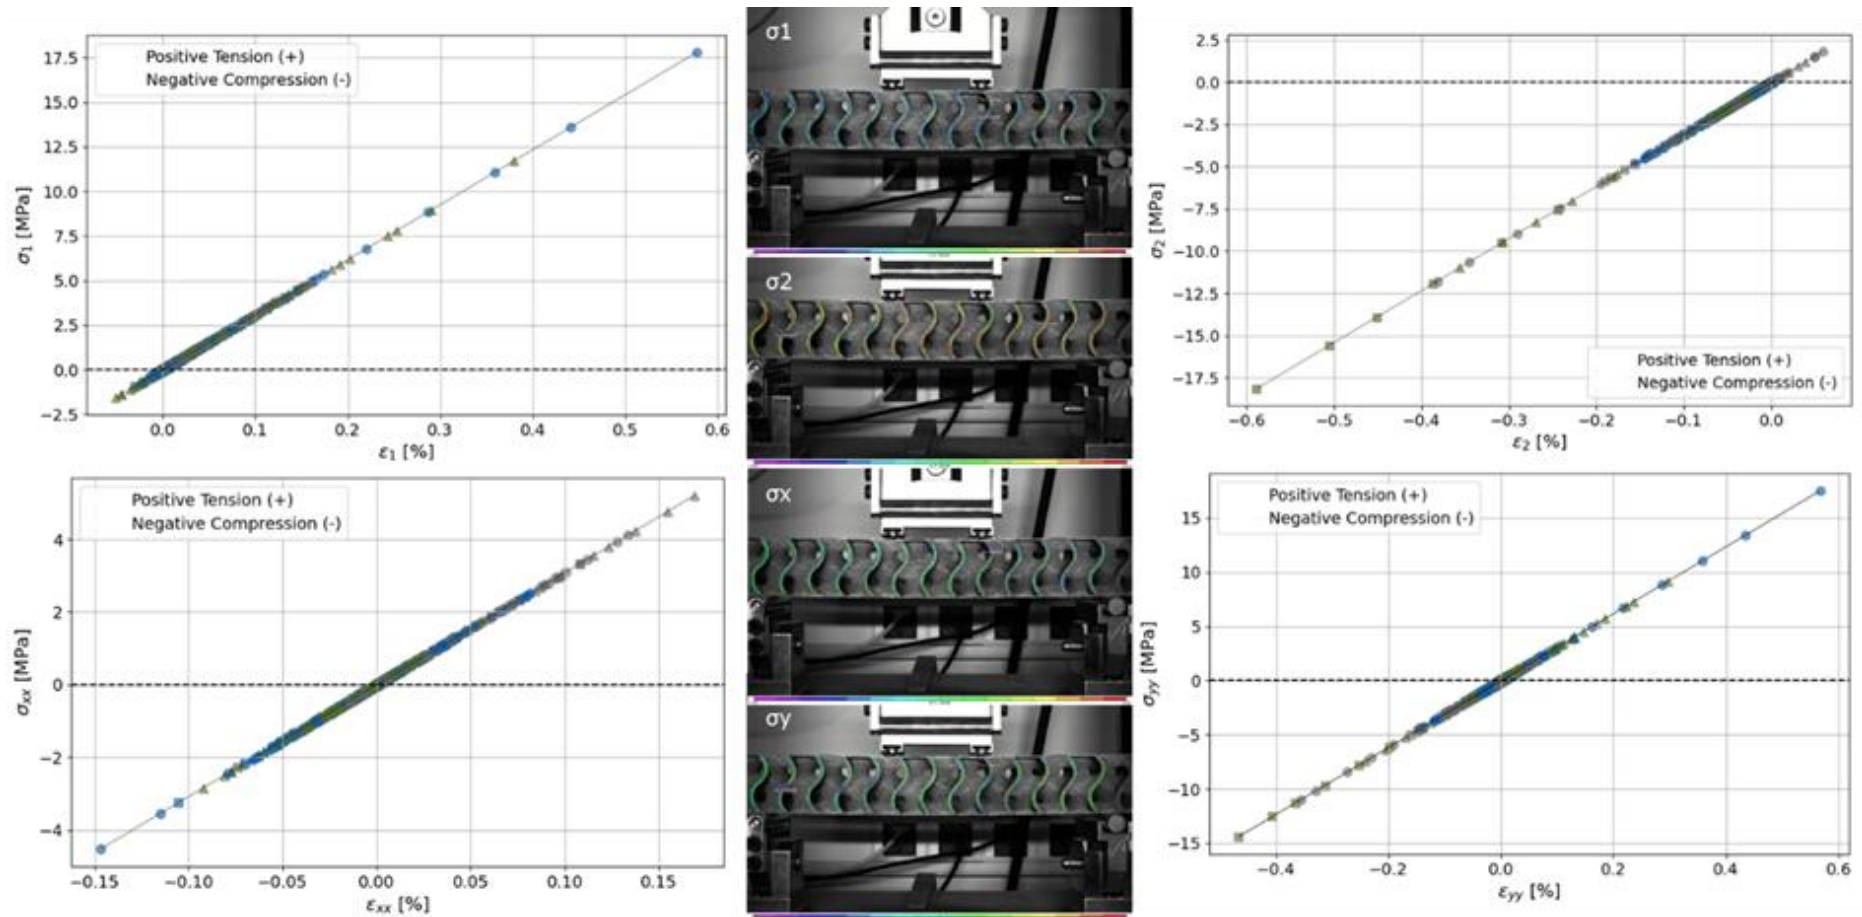 Positive Tension (+)
Negative Compression (-)
17.5
15.0
12.5
10.0
7.5
5.0
2.5
0.0
−2.5
σ1 [MPa]
0.0 0.1 0.2 0.3 0.4 0.5 0.6
ε1 [%]
σ1
σ2
σx
σy
2.5
0.0
−2.5
−5.0
−7.5
−10.0
−12.5
−15.0
−17.5
σ2 [MPa]
Positive Tension (+)
Negative Compression (-)
−0.6 −0.5 −0.4 −0.3 −0.2 −0.1 0.0
ε2 [%]
Positive Tension (+)
Negative Compression (-)
4
2
0
−2
−4
σxx [MPa]
−0.15 −0.10 −0.05 0.00 0.05 0.10 0.15
εxx [%]
Positive Tension (+)
Negative Compression (-)
15
10
5
0
−5
−10
−15
σyy [MPa]
−0.4 −0.2 0.0 0.2 0.4 0.6
εyy [%]